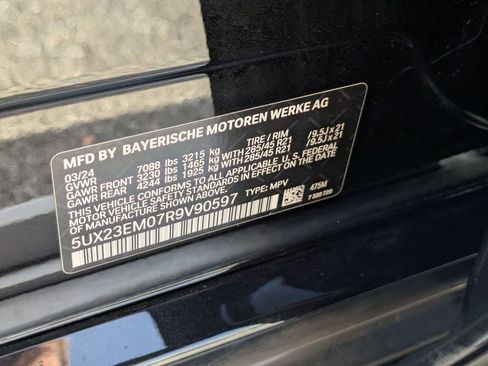 MFD BY BAYERISCHE MOTOREN WERKE AG
03/24 TIRE / RIM
GVWR 7088 lbs 3215 kg
GAWR FRONT 3230 lbs 1465 kg WITH 285/45 R21 /9.5J x 21
GAWR REAR 4244 lbs 1925 kg WITH 285/45 R21 /9.5J x 21
THIS VEHICLE CONFORMS TO ALL APPLICABLE U.S. FEDERAL
MOTOR VEHICLE SAFETY STANDARDS IN EFFECT ON THE DATE OF
MANUFACTURE SHOWN ABOVE.
5UX23EM07R9V90597 TYPE: MPV 475M